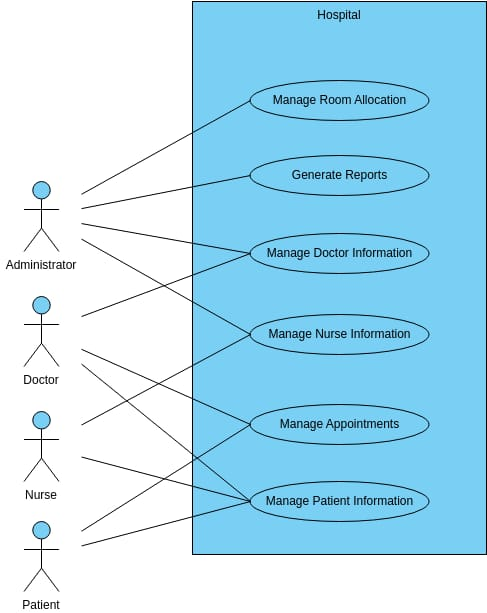 Hospital
Manage Room Allocation
Generate Reports
Manage Doctor Information
Administrator
Manage Nurse Information
Doctor
Manage Appointments
Nurse
Manage Patient Information
Patient